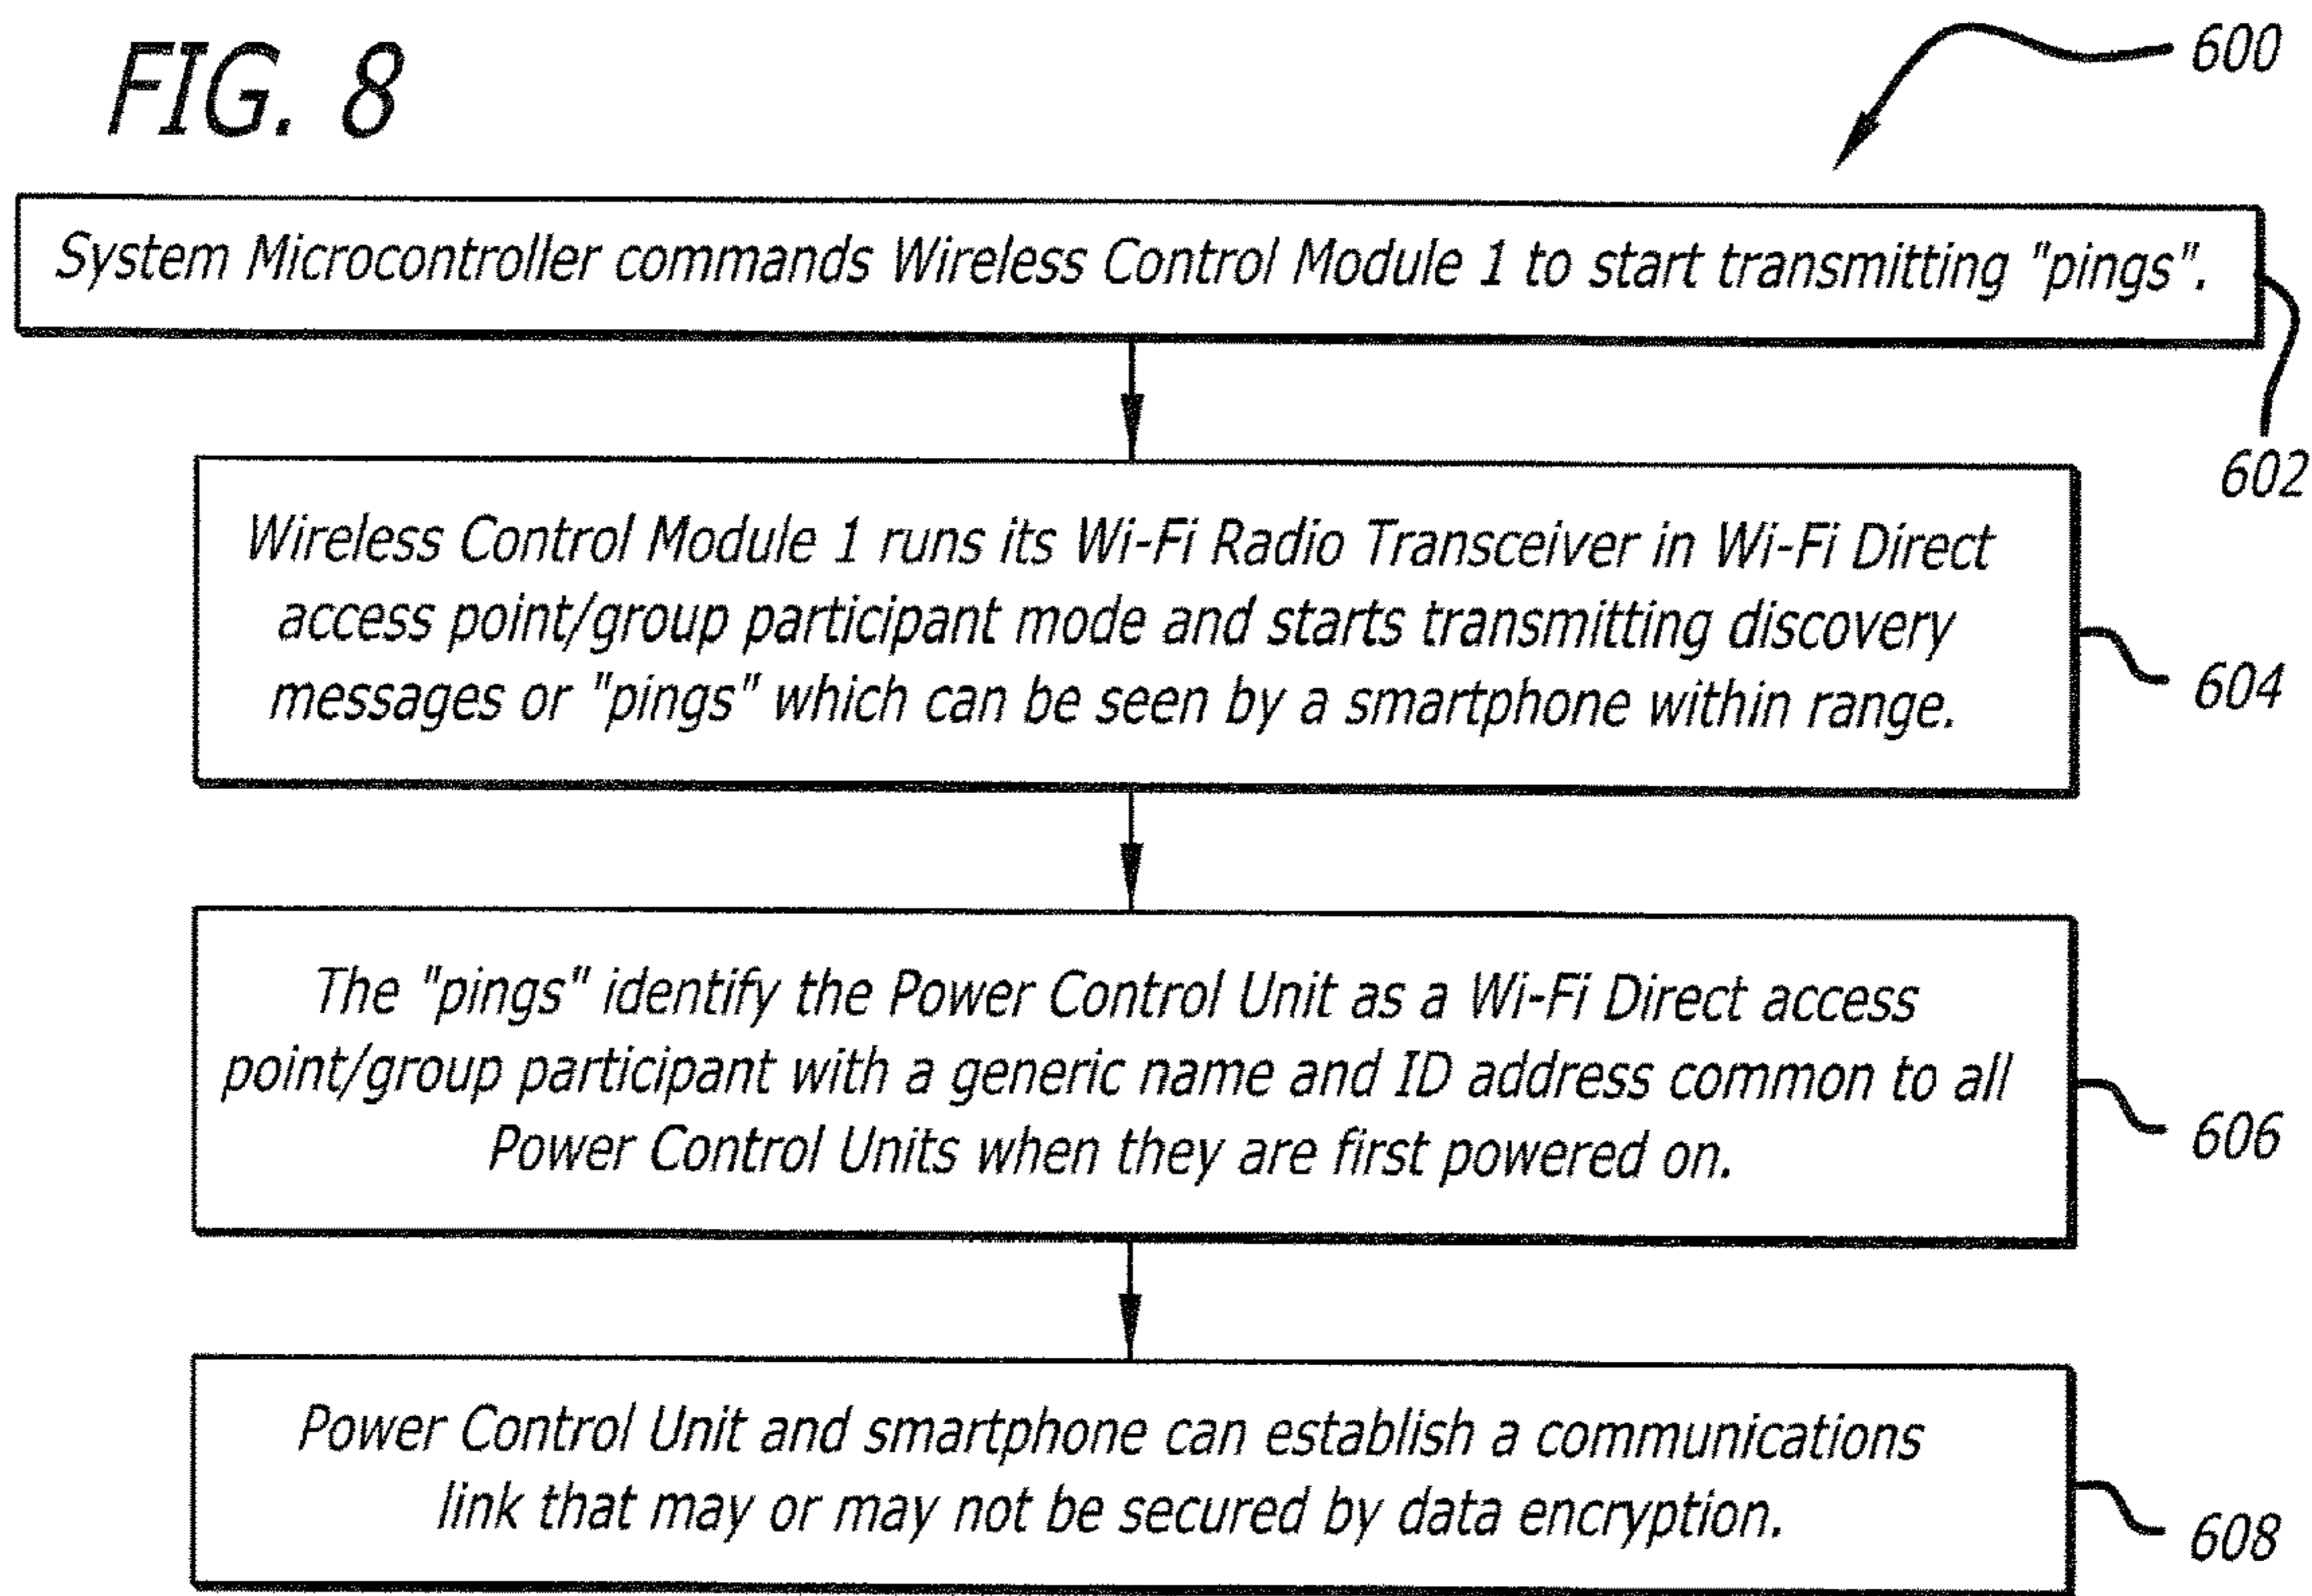 FIG. 8
600
System Microcontroller commands Wireless Control Module 1 to start transmitting "pings".
602
Wireless Control Module 1 runs its Wi-Fi Radio Transceiver in Wi-Fi Direct
access point/group participant mode and starts transmitting discovery
messages or "pings" which can be seen by a smartphone within range.
604
The "pings" identify the Power Control Unit as a Wi-Fi Direct access
point/group participant with a generic name and ID address common to all
Power Control Units when they are first powered on.
606
Power Control Unit and smartphone can establish a communications
link that may or may not be secured by data encryption.
608